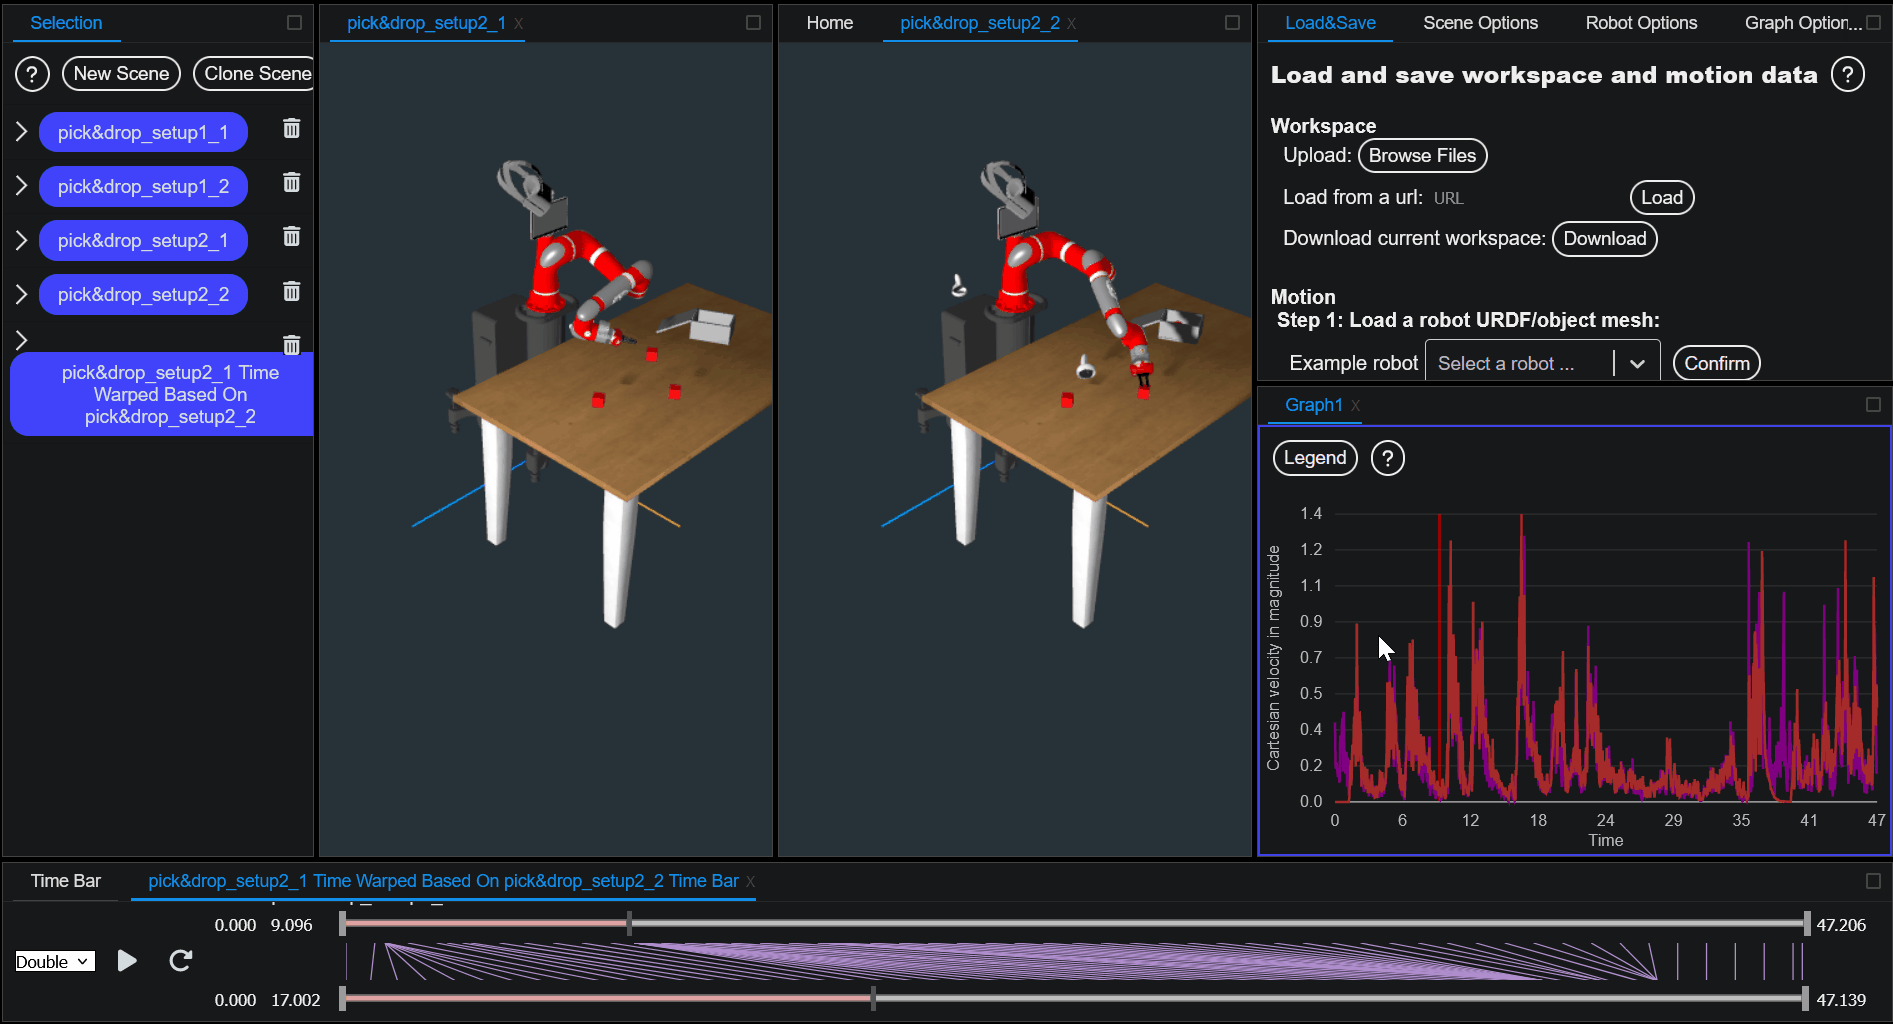 Selection
?
New Scene
Clone Scene
pick&drop_setup1_1
pick&drop_setup1_2
pick&drop_setup2_1
pick&drop_setup2_2
pick&drop_setup2_1 Time
Warped Based On
pick&drop_setup2_2
pick&drop_setup2_1 X
Home
pick&drop_setup2_2 X
Load&Save
Scene Options
Robot Options
Graph Option...
Load and save workspace and motion data ?
Workspace
Upload: Browse Files
Load from a url: URL Load
Download current workspace: Download
Motion
Step 1: Load a robot URDF/object mesh:
Example robot Select a robot ... Confirm
Graph1 X
Legend ?
Cartesian velocity in magnitude
1.4
1.2
1.1
0.9
0.7
0.5
0.4
0.2
0.0
0 6 12 18 24 29 35 41 47
Time
Time Bar
pick&drop_setup2_1 Time Warped Based On pick&drop_setup2_2 Time Bar X
0.000 9.096 47.206
Double
0.000 17.002 47.139